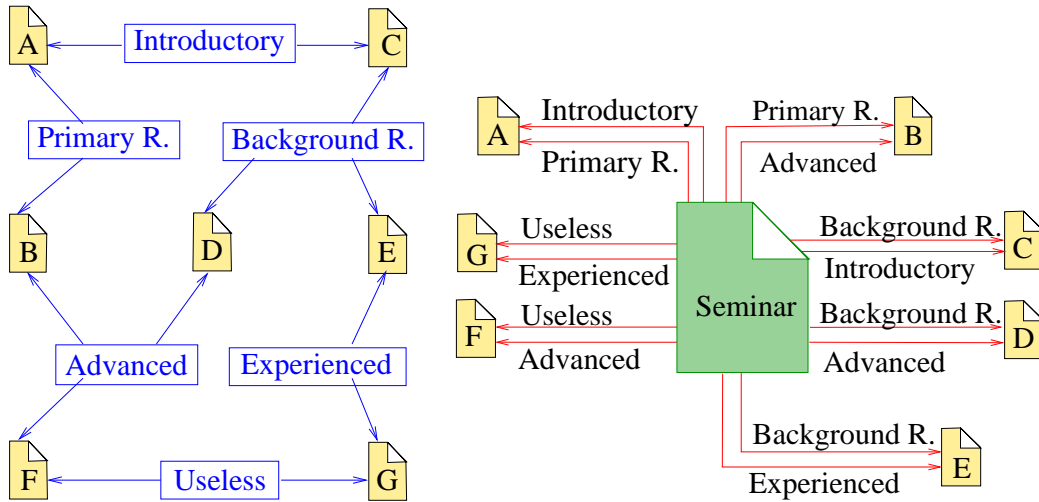 A
Introductory
C
Primary R.
Background R.
B
D
E
Advanced
Experienced
F
Useless
G
Introductory
A
Primary R.
Primary R.
B
Advanced
Useless
G
Experienced
Background R.
C
Introductory
Seminar
Useless
F
Advanced
Background R.
D
Advanced
Background R.
E
Experienced